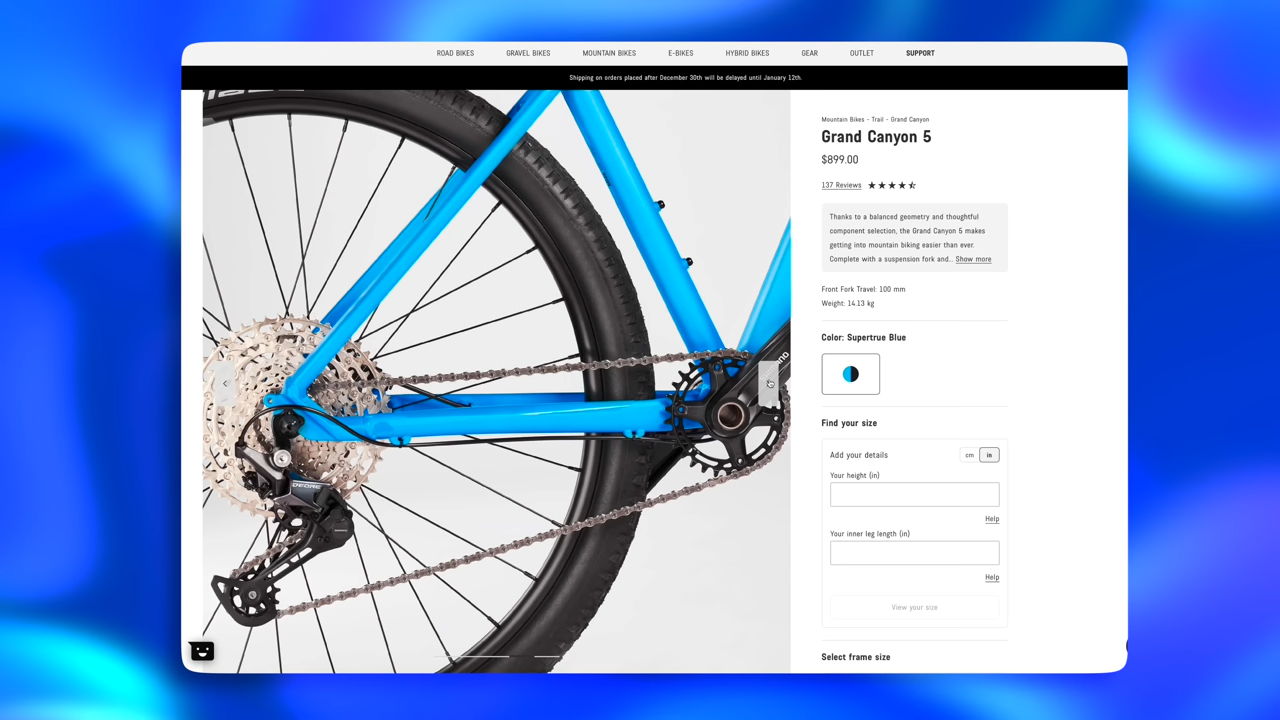 ROAD BIKES GRAVEL BIKES MOUNTAIN BIKES E-BIKES HYBRID BIKES GEAR OUTLET SUPPORT
Shipping on orders placed after December 30th will be delayed until January 12th.
Mountain Bikes - Trail - Grand Canyon
Grand Canyon 5
$899.00
137 Reviews
Thanks to a balanced geometry and thoughtful
component selection, the Grand Canyon 5 makes
getting into mountain biking easier than ever.
Complete with a suspension fork and... Show more
Front Fork Travel: 100 mm
Weight: 14.13 kg
Color: Supertrue Blue
Find your size
Add your details cm in
Your height (in)
Help
Your inner leg length (in)
Help
View your size
Select frame size
DEORE